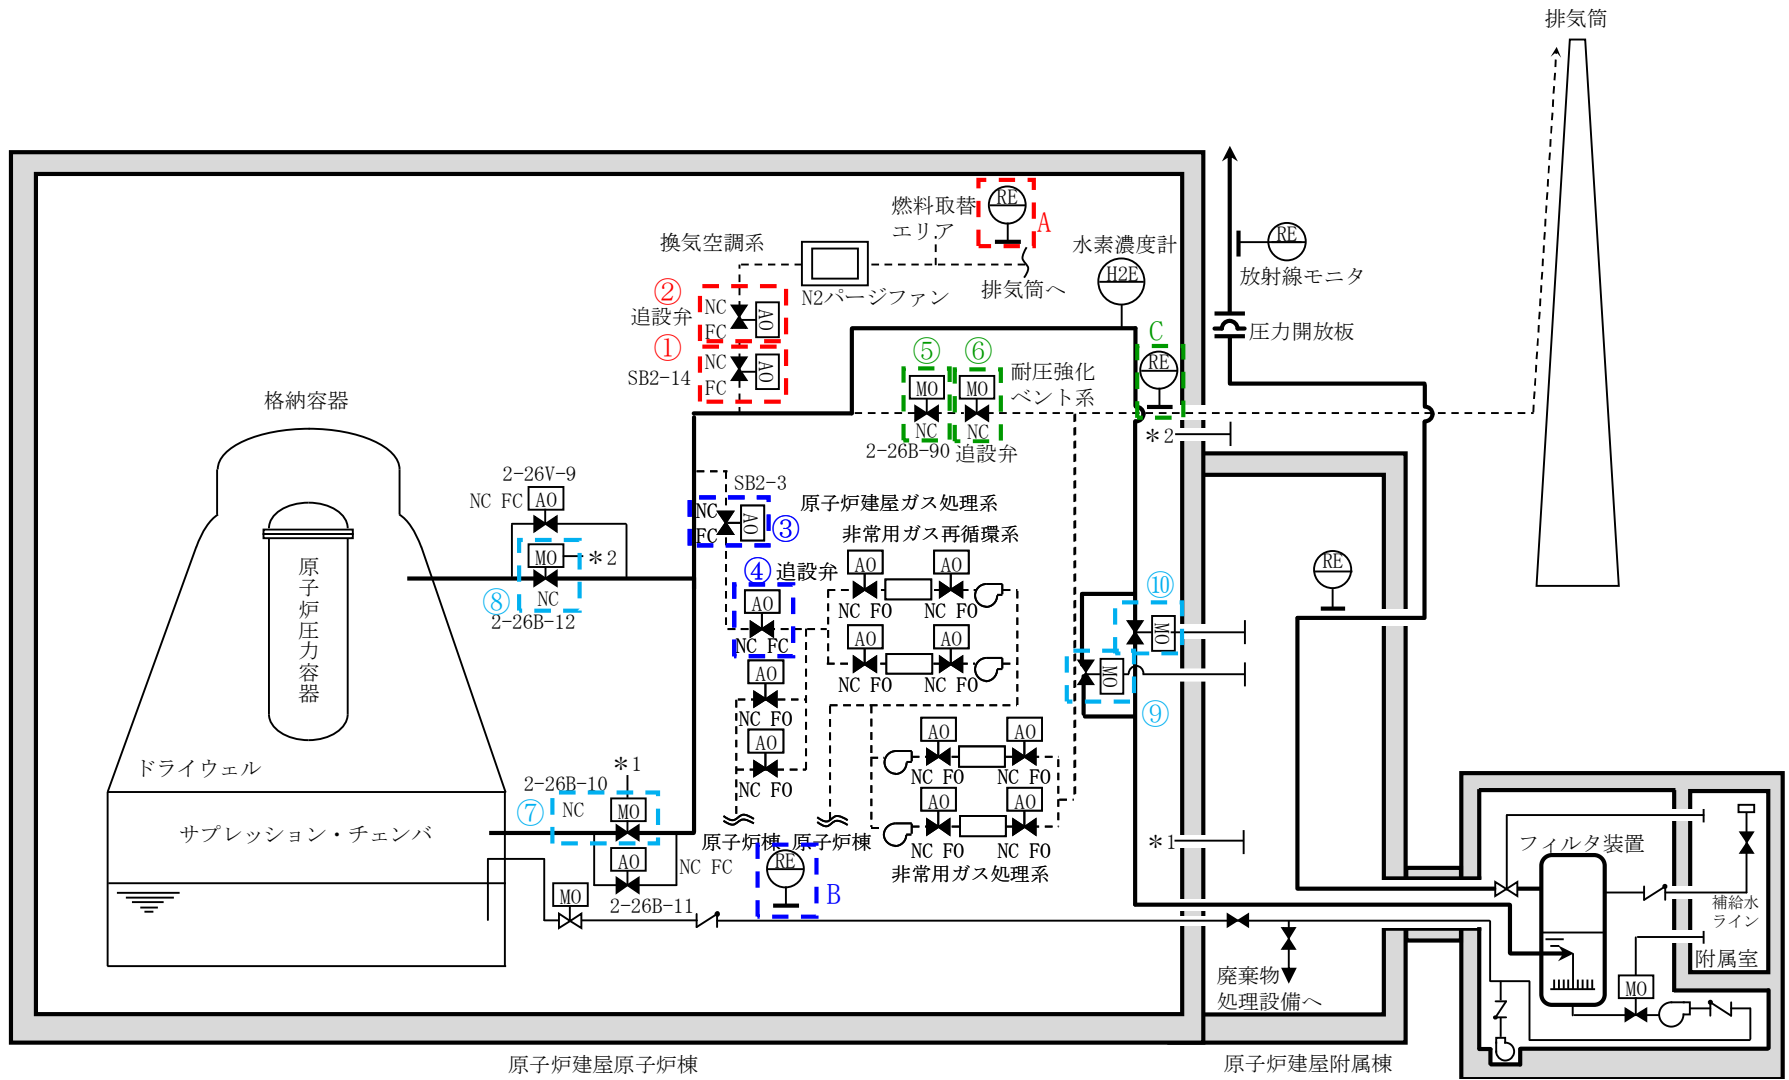 排気筒
燃料取替
エリア
RE
A
換気空調系
水素濃度計
H2E
RE
放射線モニタ
N2パージファン
排気筒へ
②
追設弁
NC
FC
AO
①
SB2-14
NC
FC
AO
圧力開放板
C
RE
⑤
⑥
MO
MO
NC
NC
2-26B-90
追設弁
耐圧強化
ベント系
*2
格納容器
2-26V-9
NC FC
AO
MO
*2
NC
⑧
2-26B-12
SB2-3
NC
FC
AO
③
原子炉建屋ガス処理系
非常用ガス再循環系
④
追設弁
AO
NC FC
AO
AO
NC FO
NC FO
AO
AO
NC FO
NC FO
AO
NC FO
AO
NC FO
RE
⑩
MO
MO
⑨
原子炉圧力容器
ドライウェル
サプレッション・チェンバ
*1
2-26B-10
⑦
NC
MO
AO
NC FC
2-26B-11
MO
原子炉棟
原子炉棟
RE
B
AO
AO
NC FO
NC FO
AO
AO
NC FO
NC FO
非常用ガス処理系
*1
フィルタ装置
補給水
ライン
附属室
MO
廃棄物
処理設備へ
原子炉建屋原子炉棟
原子炉建屋附属棟